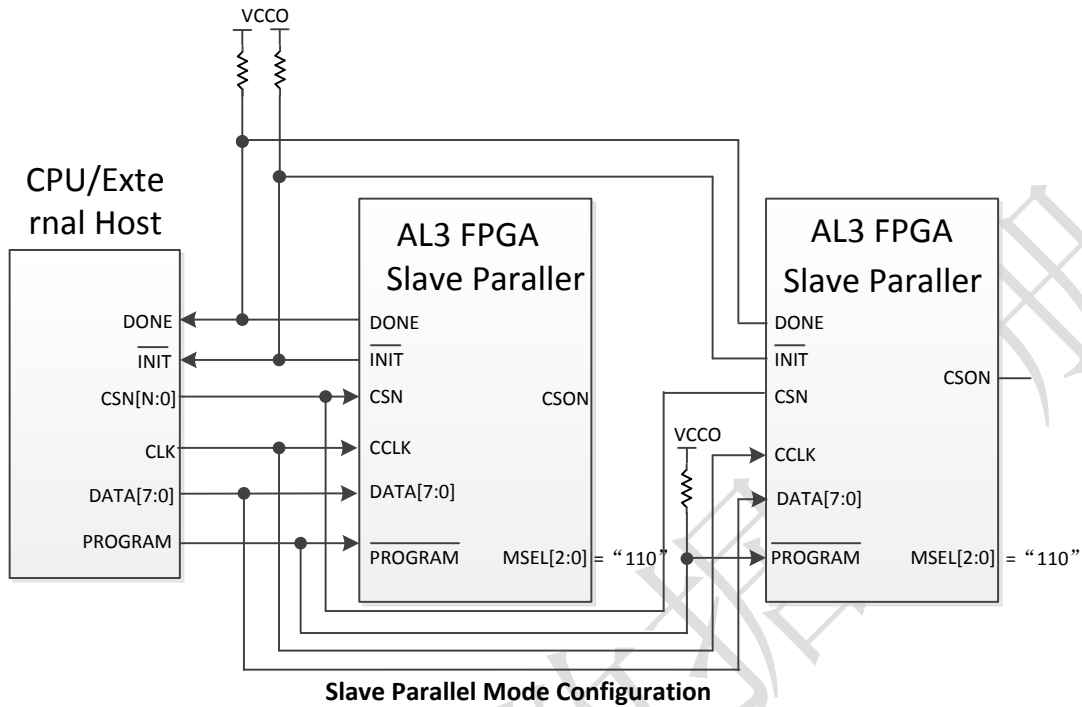 VCCO
CPU/Exte
rnal Host
DONE
INIT
CSN[N:0]
CLK
DATA[7:0]
PROGRAM
AL3 FPGA
Slave Paraller
DONE
INIT
CSN
CSON
CCLK
DATA[7:0]
PROGRAM
MSEL[2:0] = “110”
VCCO
AL3 FPGA
Slave Paraller
DONE
INIT
CSN
CSON
CCLK
DATA[7:0]
PROGRAM
MSEL[2:0] = “110”
Slave Parallel Mode Configuration